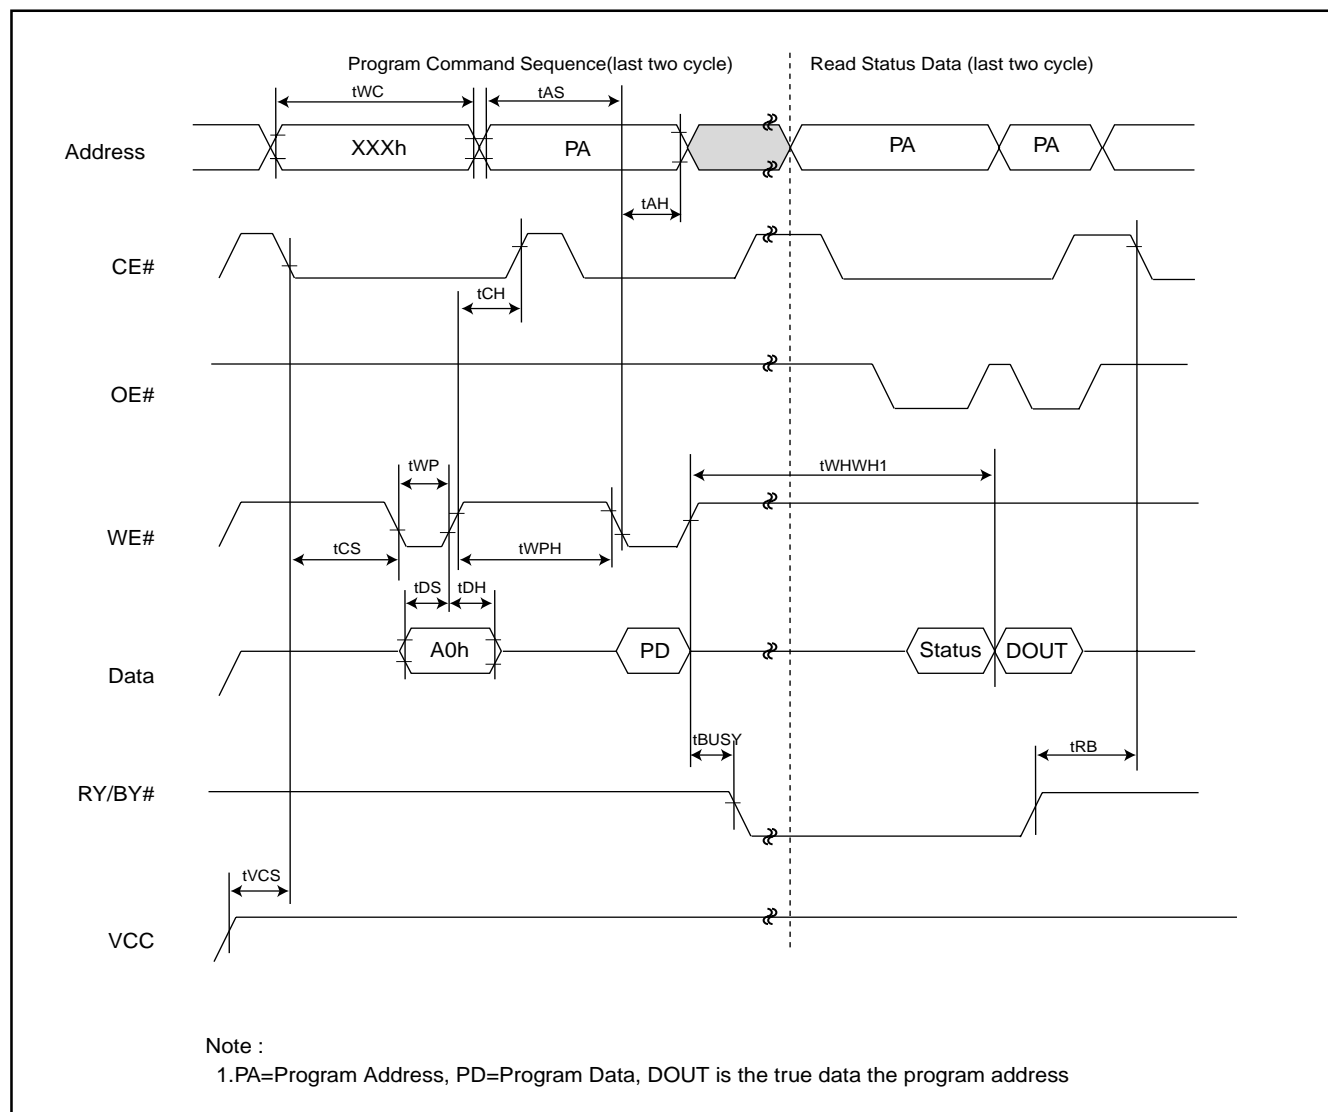 Program Command Sequence(last two cycle)
Read Status Data (last two cycle)
tWC
tAS
Address
XXXh
PA
PA
PA
tAH
CE#
tCH
OE#
tWP
tWHWH1
WE#
tCS
tWPH
tDS
tDH
Data
A0h
PD
Status
DOUT
tBUSY
tRB
RY/BY#
tVCS
VCC
Note :
1.PA=Program Address, PD=Program Data, DOUT is the true data the program address